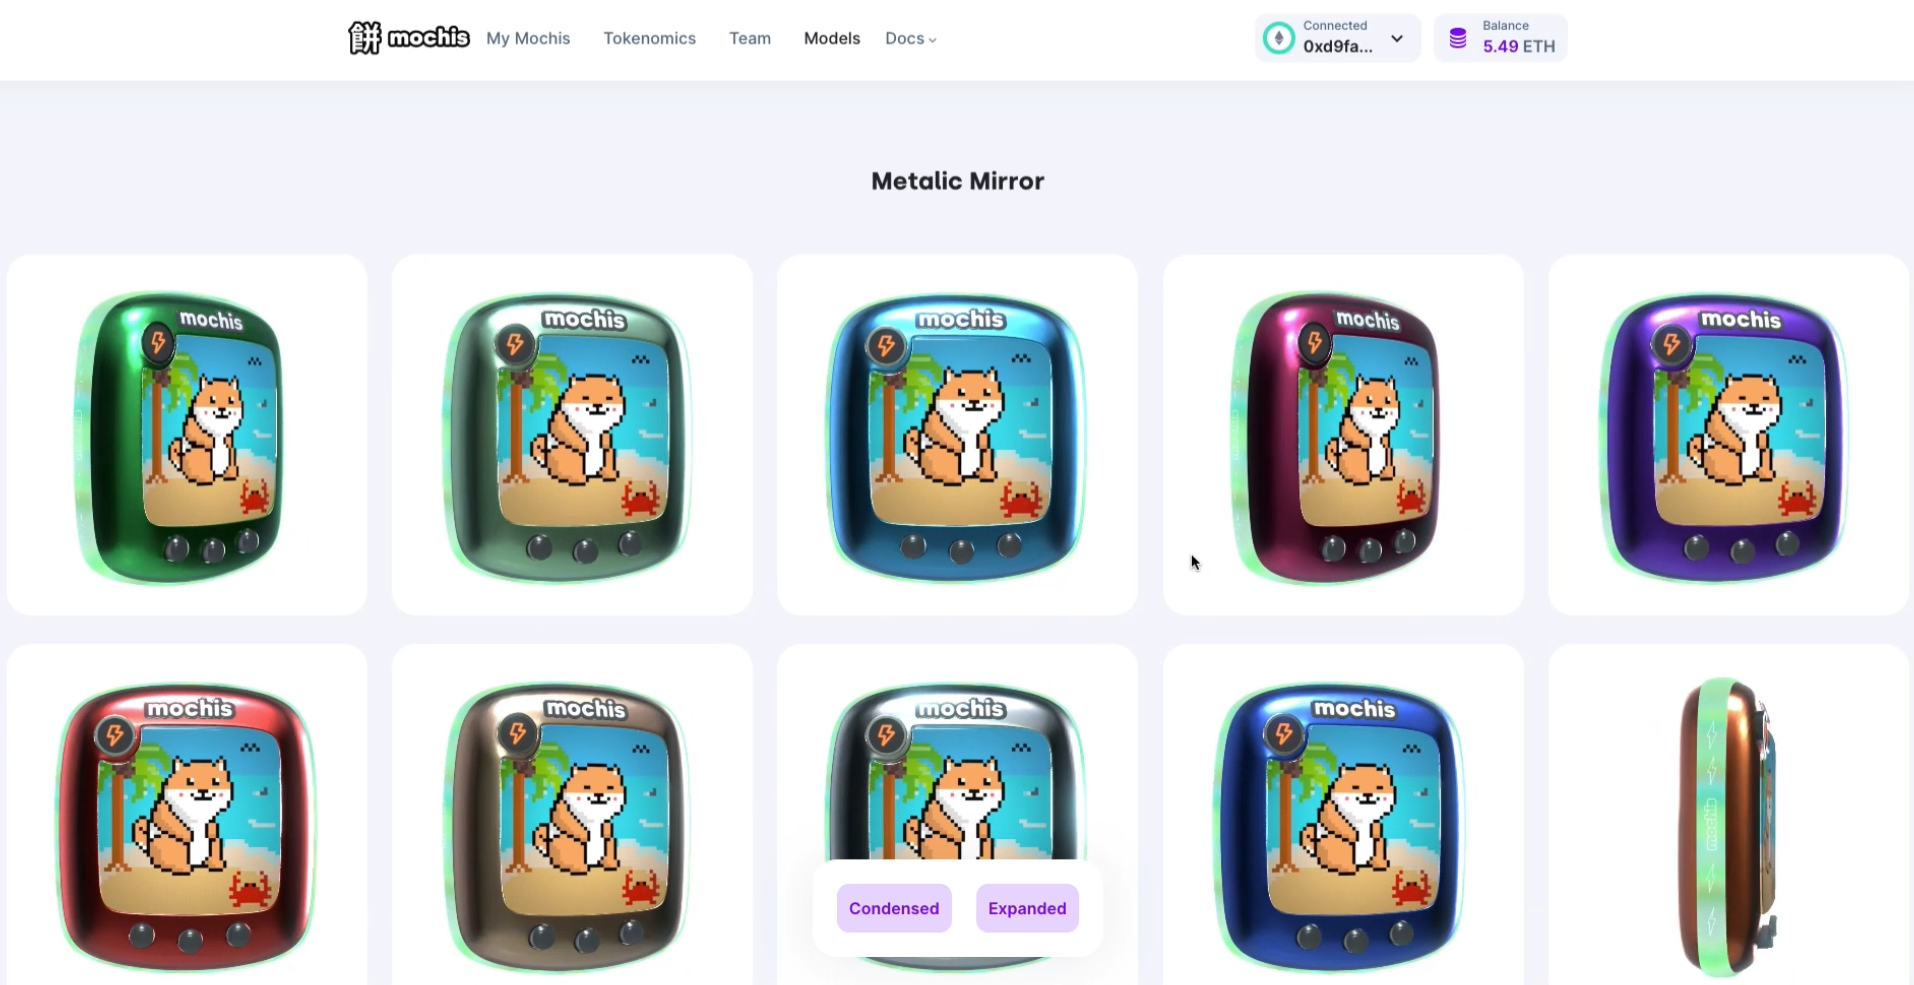 餅 mochis My Mochis Tokenomics Team Models Docs
Connected
0xd9fa...
Balance
5.49 ETH
Metalic Mirror
mochis
mochis
mochis
mochis
mochis
mochis
mochis
mochis
mochis
mochis
Condensed Expanded